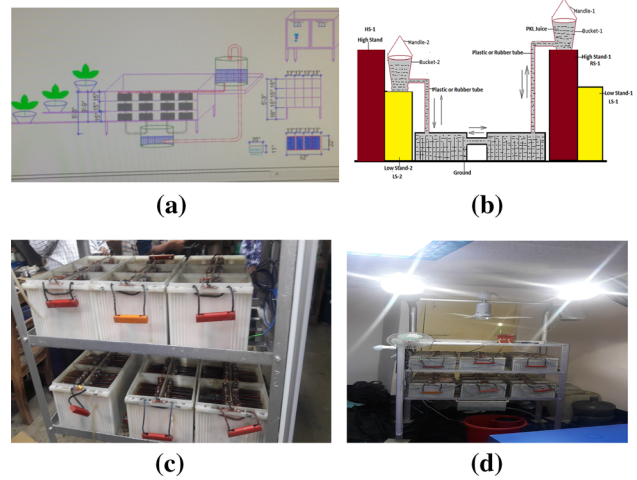 (a)
HS-1
High Stand
Handle-2
Bucket-2
Plastic or Rubber tube
Low Stand-2
LS-2
Ground
Plastic or Rubber tube
PKL Juice
Handle-1
Bucket-1
High Stand-1
RS-1
Low Stand-1
LS-1
(b)
(c)
(d)